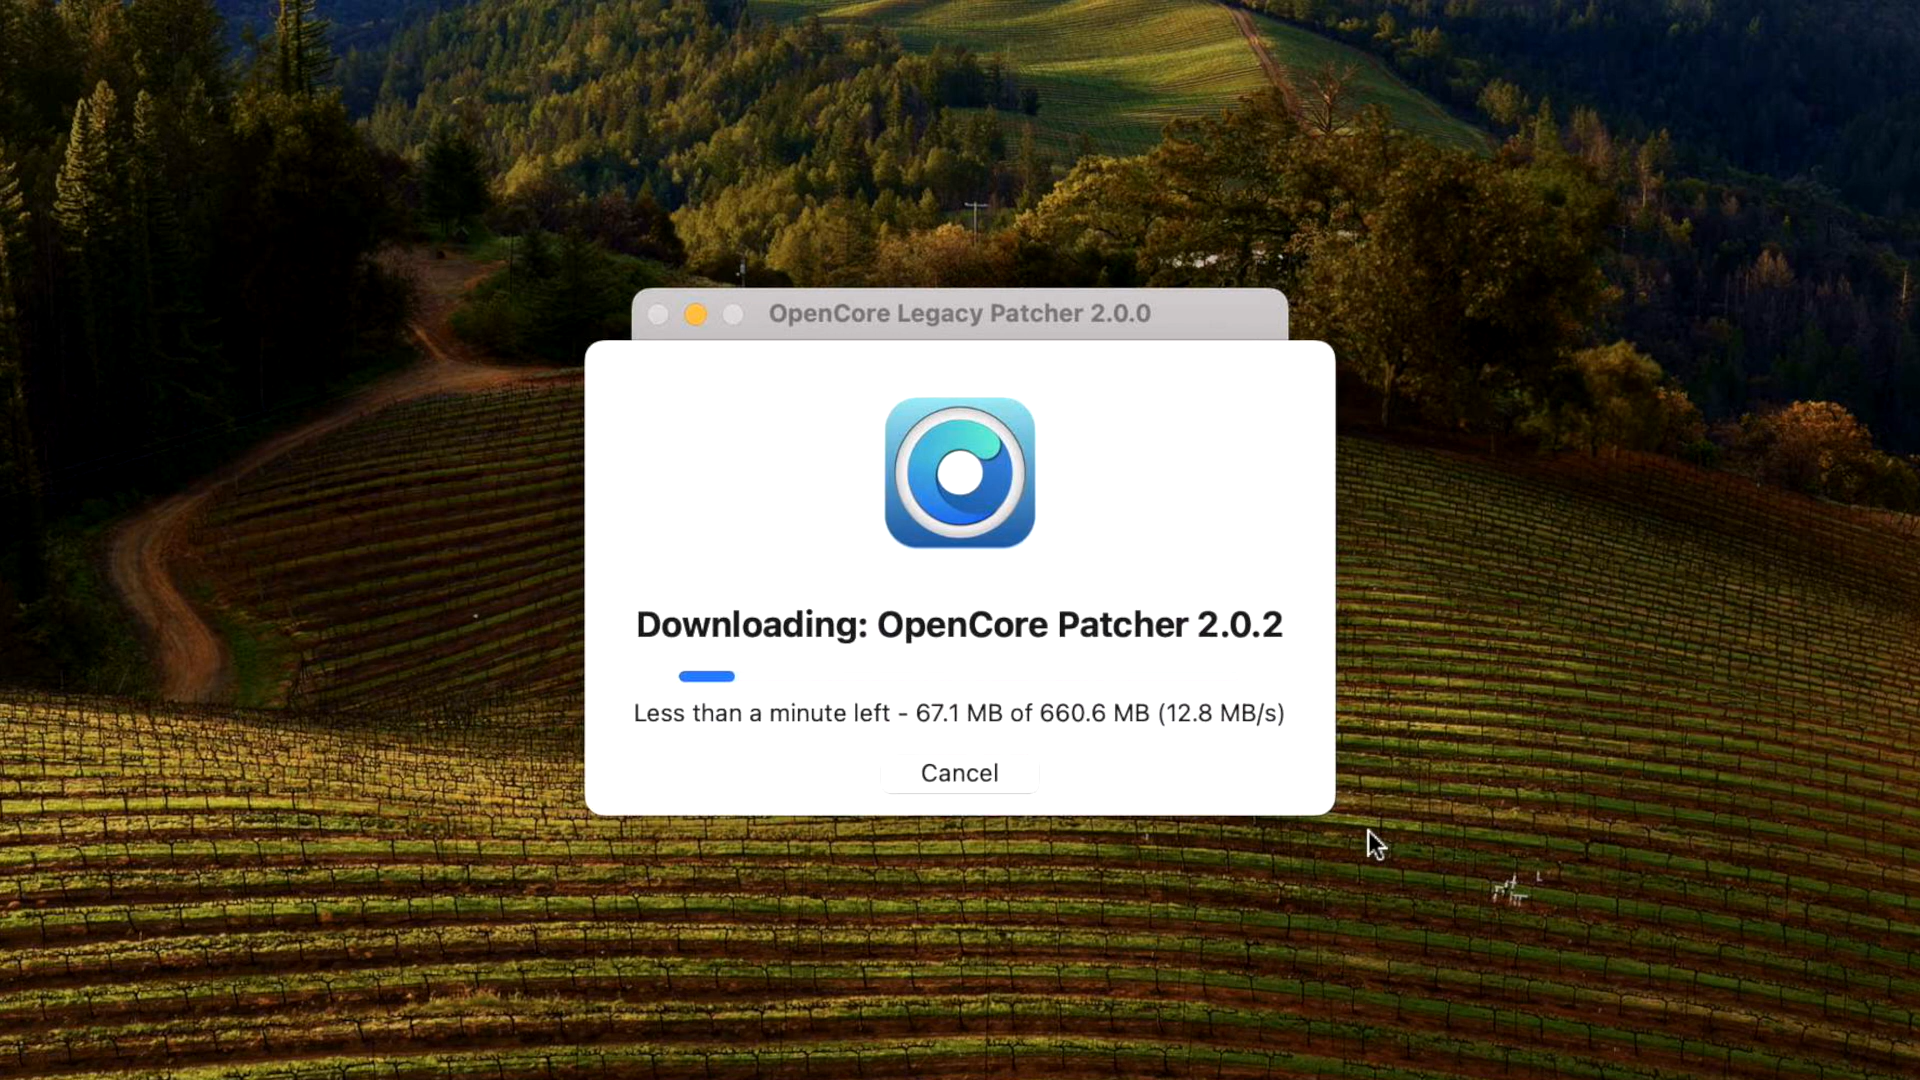 OpenCore Legacy Patcher 2.0.0
Downloading: OpenCore Patcher 2.0.2
Less than a minute left - 67.1 MB of 660.6 MB (12.8 MB/s)
Cancel